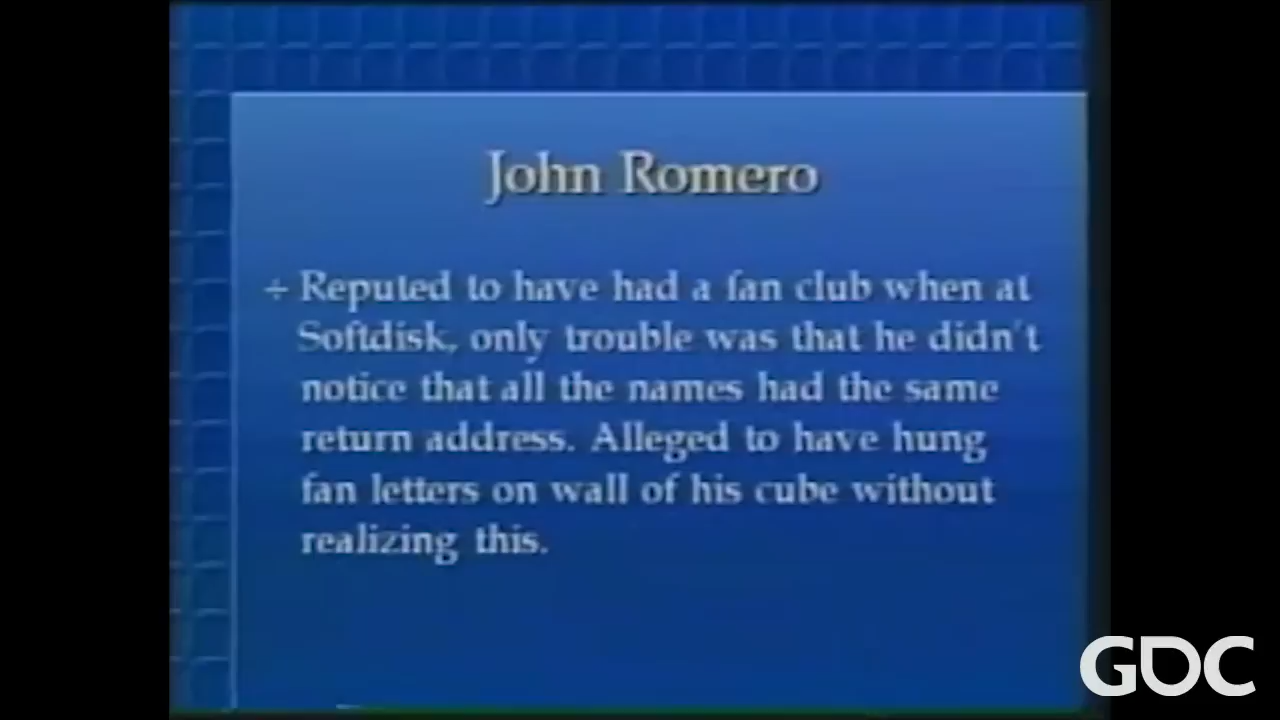 John Romero
÷ Reputed to have had a fan club when at
Softdisk, only trouble was that he didn't
notice that all the names had the same
return address. Alleged to have hung
fan letters on wall of his cube without
realizing this.
GDC